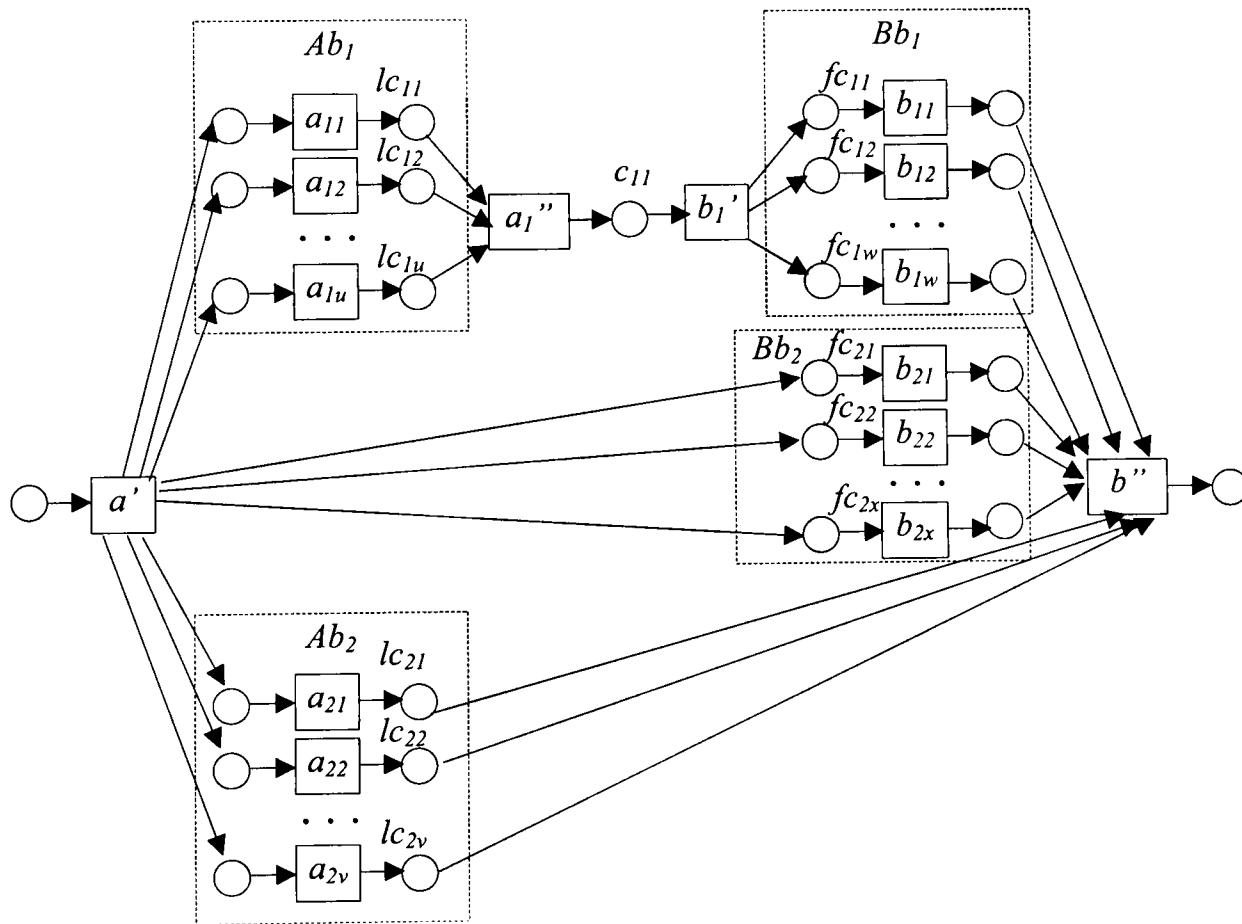 Ab₁ Bb₁
lc₁₁ fc₁₁
a₁₁ b₁₁
lc₁₂ fc₁₂
a₁₂ c₁₁ b₁₂
a₁'' b₁'
. . . . . .
lc₁ᵤ fc₁w
a₁ᵤ b₁w
Bb₂ fc₂₁
b₂₁
fc₂₂
b₂₂
. . .
a' fc₂ₓ b''
b₂ₓ
Ab₂ lc₂₁
a₂₁
lc₂₂
a₂₂
. . .
lc₂ᵥ
a₂ᵥ